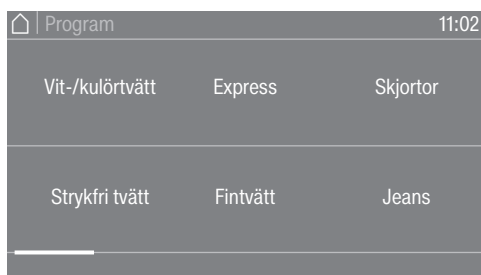 Program 11:02
Vit-/kulörtvätt Express Skjortor
Strykfri tvätt Fintvätt Jeans